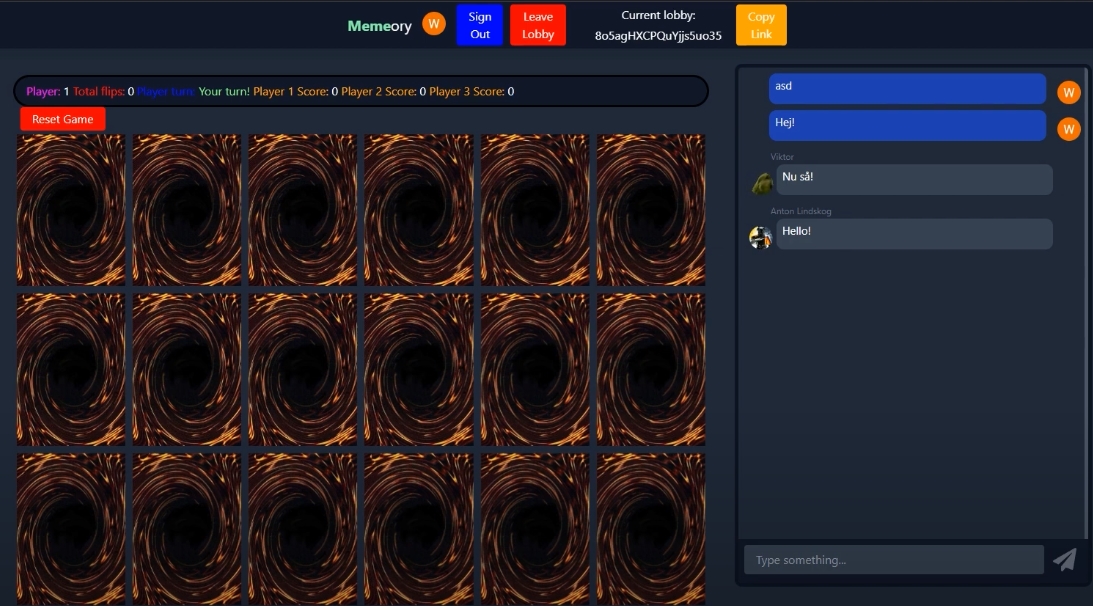 Memeory
W
Sign
Out
Leave
Lobby
Current lobby:
8o5agHXCPQuYjjs5uo35
Copy
Link
Player: 1 Total flips: 0 Player turn: Your turn! Player 1 Score: 0 Player 2 Score: 0 Player 3 Score: 0
Reset Game
asd
W
Hej!
W
Viktor
Nu så!
Anton Lindskog
Hello!
Type something...